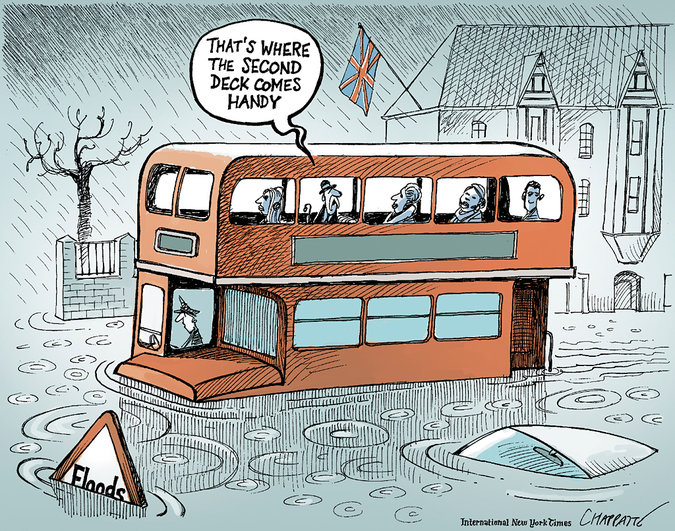 THAT'S WHERE
THE SECOND
DECK COMES
HANDY
Floods
International New York Times
CHAPPATTE